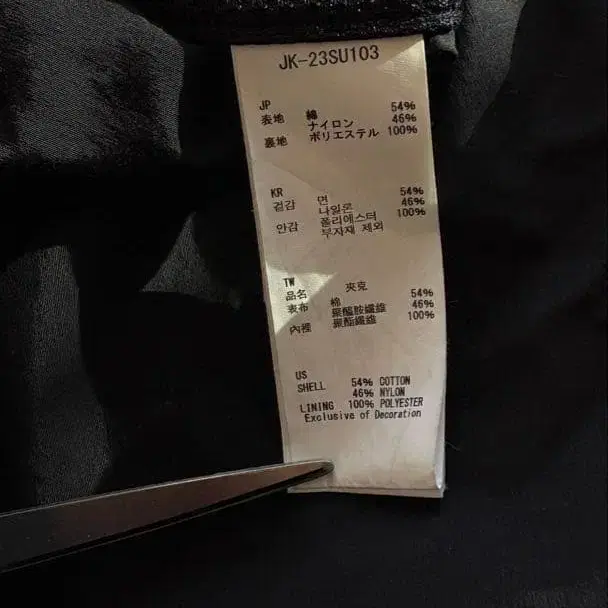 JK-23SU103
JP
表地 綿 54%
ナイロン 46%
裏地 ポリエステル 100%
KR
겉감 면 54%
나일론 46%
안감 폴리에스터 100%
부자재 제외
TW
品名 夾克
表布 棉 54%
聚醯胺纖維 46%
內裡 聚酯纖維 100%
US
SHELL 54% COTTON
46% NYLON
LINING 100% POLYESTER
Exclusive of Decoration